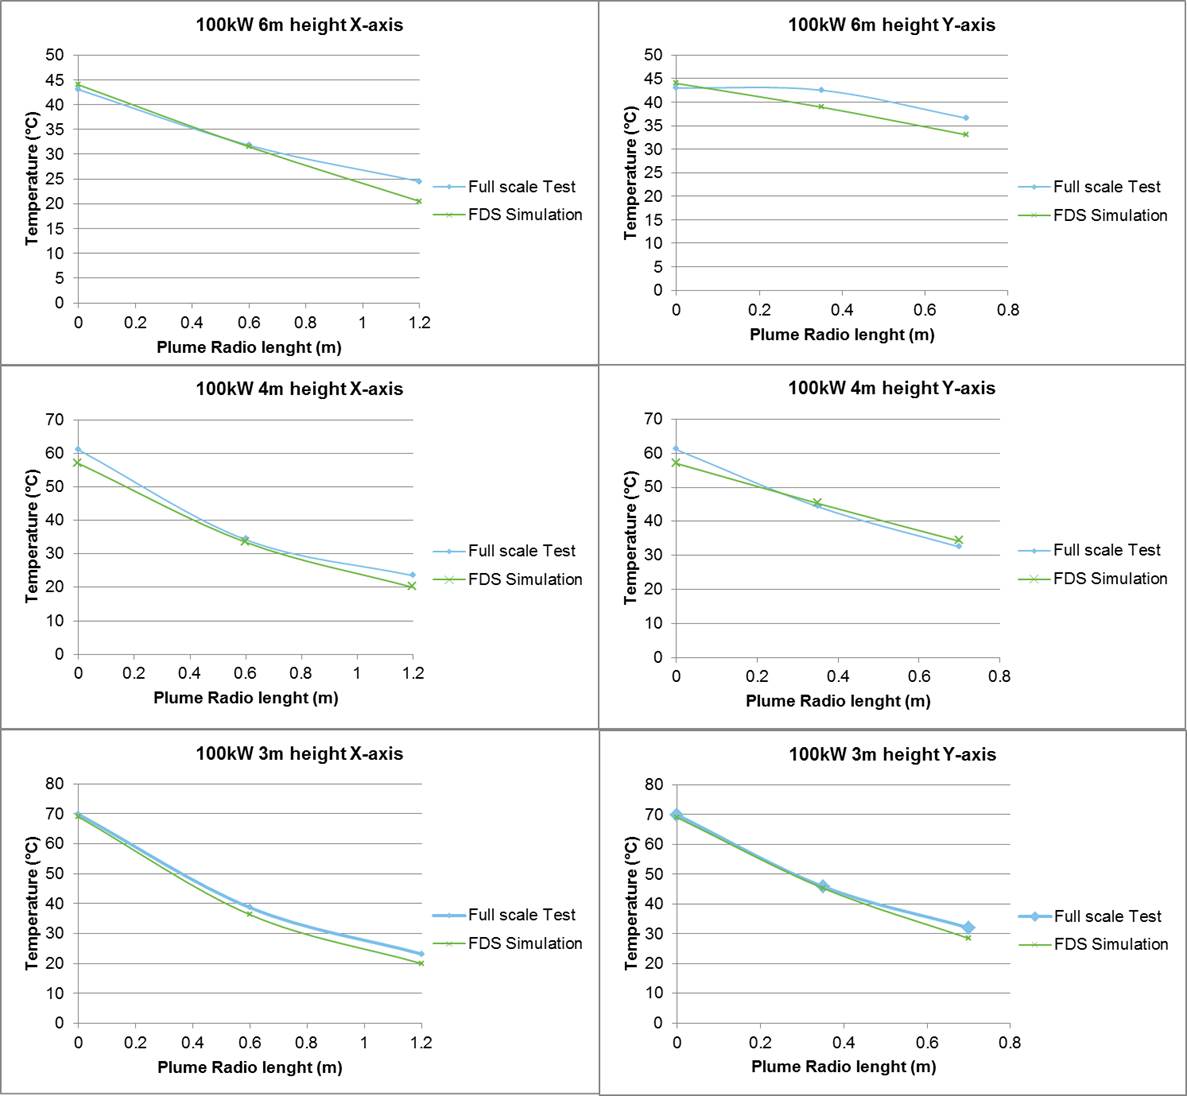 100kW 6m height X-axis
50
45
40
35
30
25
20
15
10
5
0
0 0.2 0.4 0.6 0.8 1 1.2
Temperature (°C)
Plume Radio lenght (m)
Full scale Test
FDS Simulation
100kW 6m height Y-axis
50
45
40
35
30
25
20
15
10
5
0
0 0.2 0.4 0.6 0.8
Temperature (°C)
Plume Radio lenght (m)
Full scale Test
FDS Simulation
100kW 4m height X-axis
70
60
50
40
30
20
10
0
0 0.2 0.4 0.6 0.8 1 1.2
Temperature (°C)
Plume Radio lenght (m)
Full scale Test
FDS Simulation
100kW 4m height Y-axis
70
60
50
40
30
20
10
0
0 0.2 0.4 0.6 0.8
Temperature (°C)
Plume Radio lenght (m)
Full scale Test
FDS Simulation
100kW 3m height X-axis
80
70
60
50
40
30
20
10
0
0 0.2 0.4 0.6 0.8 1 1.2
Temperature (°C)
Plume Radio lenght (m)
Full scale Test
FDS Simulation
100kW 3m height Y-axis
80
70
60
50
40
30
20
10
0
0 0.2 0.4 0.6 0.8
Temperature (°C)
Plume Radio lenght (m)
Full scale Test
FDS Simulation